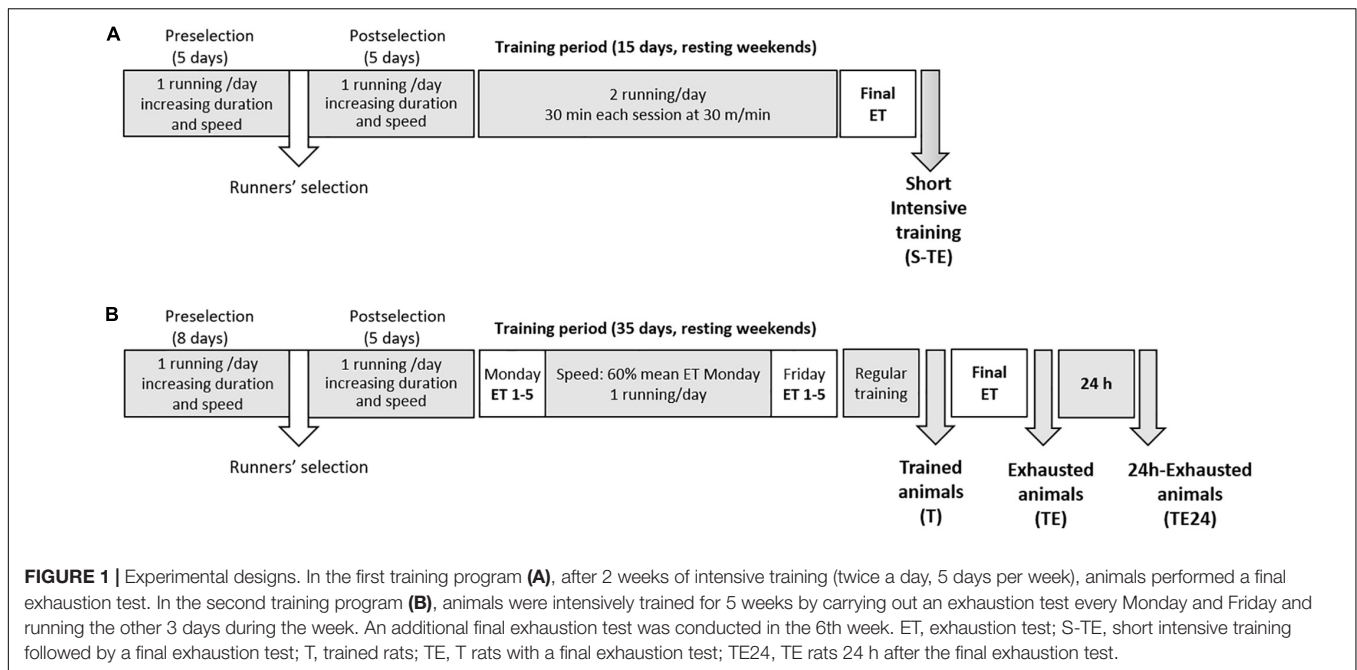 A
Preselection
(5 days)
Postselection
(5 days)
Training period (15 days, resting weekends)
1 running /day
increasing duration
and speed
1 running /day
increasing duration
and speed
2 running/day
30 min each session at 30 m/min
Final
ET
Runners’ selection
Short
Intensive
training
(S-TE)
B
Preselection
(8 days)
Postselection
(5 days)
Training period (35 days, resting weekends)
1 running /day
increasing duration
and speed
1 running /day
increasing duration
and speed
Monday
ET 1-5
Speed: 60% mean ET Monday
1 running/day
Friday
ET 1-5
Regular
training
Final
ET
24 h
Runners’ selection
Trained
animals
(T)
Exhausted
animals
(TE)
24h-Exhausted
animals
(TE24)
FIGURE 1 | Experimental designs. In the first training program (A), after 2 weeks of intensive training (twice a day, 5 days per week), animals performed a final
exhaustion test. In the second training program (B), animals were intensively trained for 5 weeks by carrying out an exhaustion test every Monday and Friday and
running the other 3 days during the week. An additional final exhaustion test was conducted in the 6th week. ET, exhaustion test; S-TE, short intensive training
followed by a final exhaustion test; T, trained rats; TE, T rats with a final exhaustion test; TE24, TE rats 24 h after the final exhaustion test.